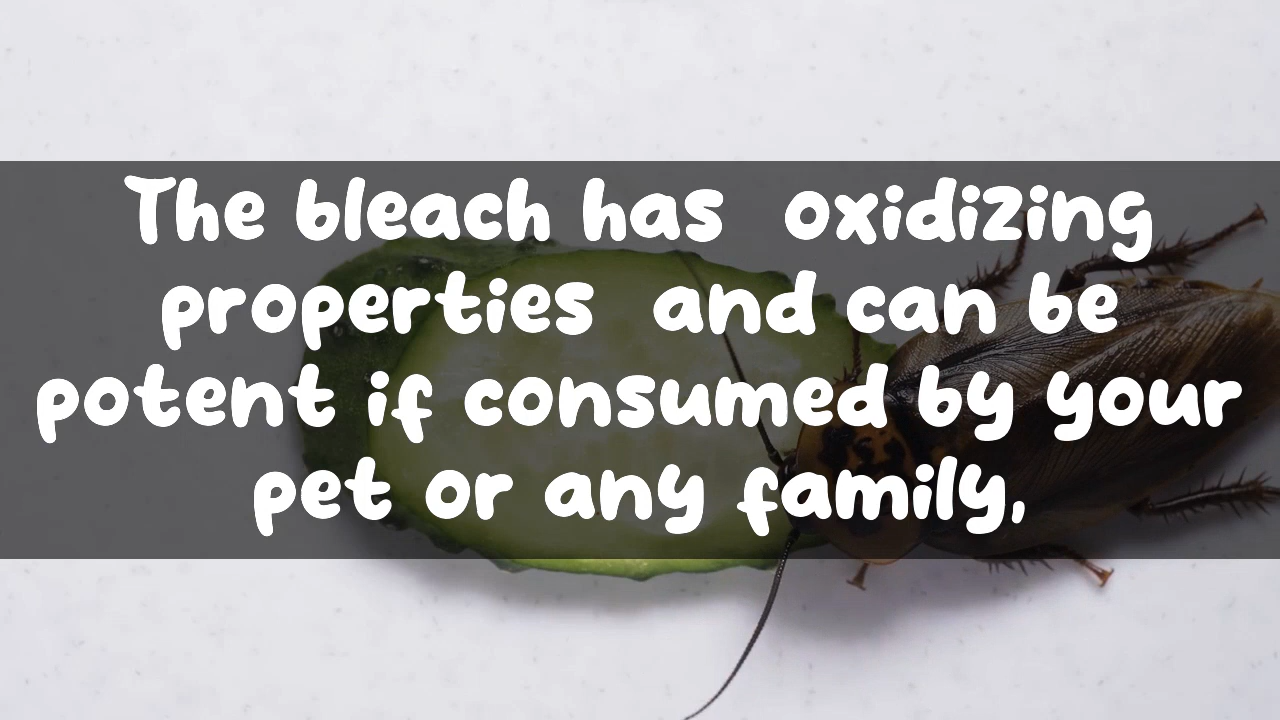 The bleach has  oxidizing
properties  and can be
potent if consumed by your
pet or any family,